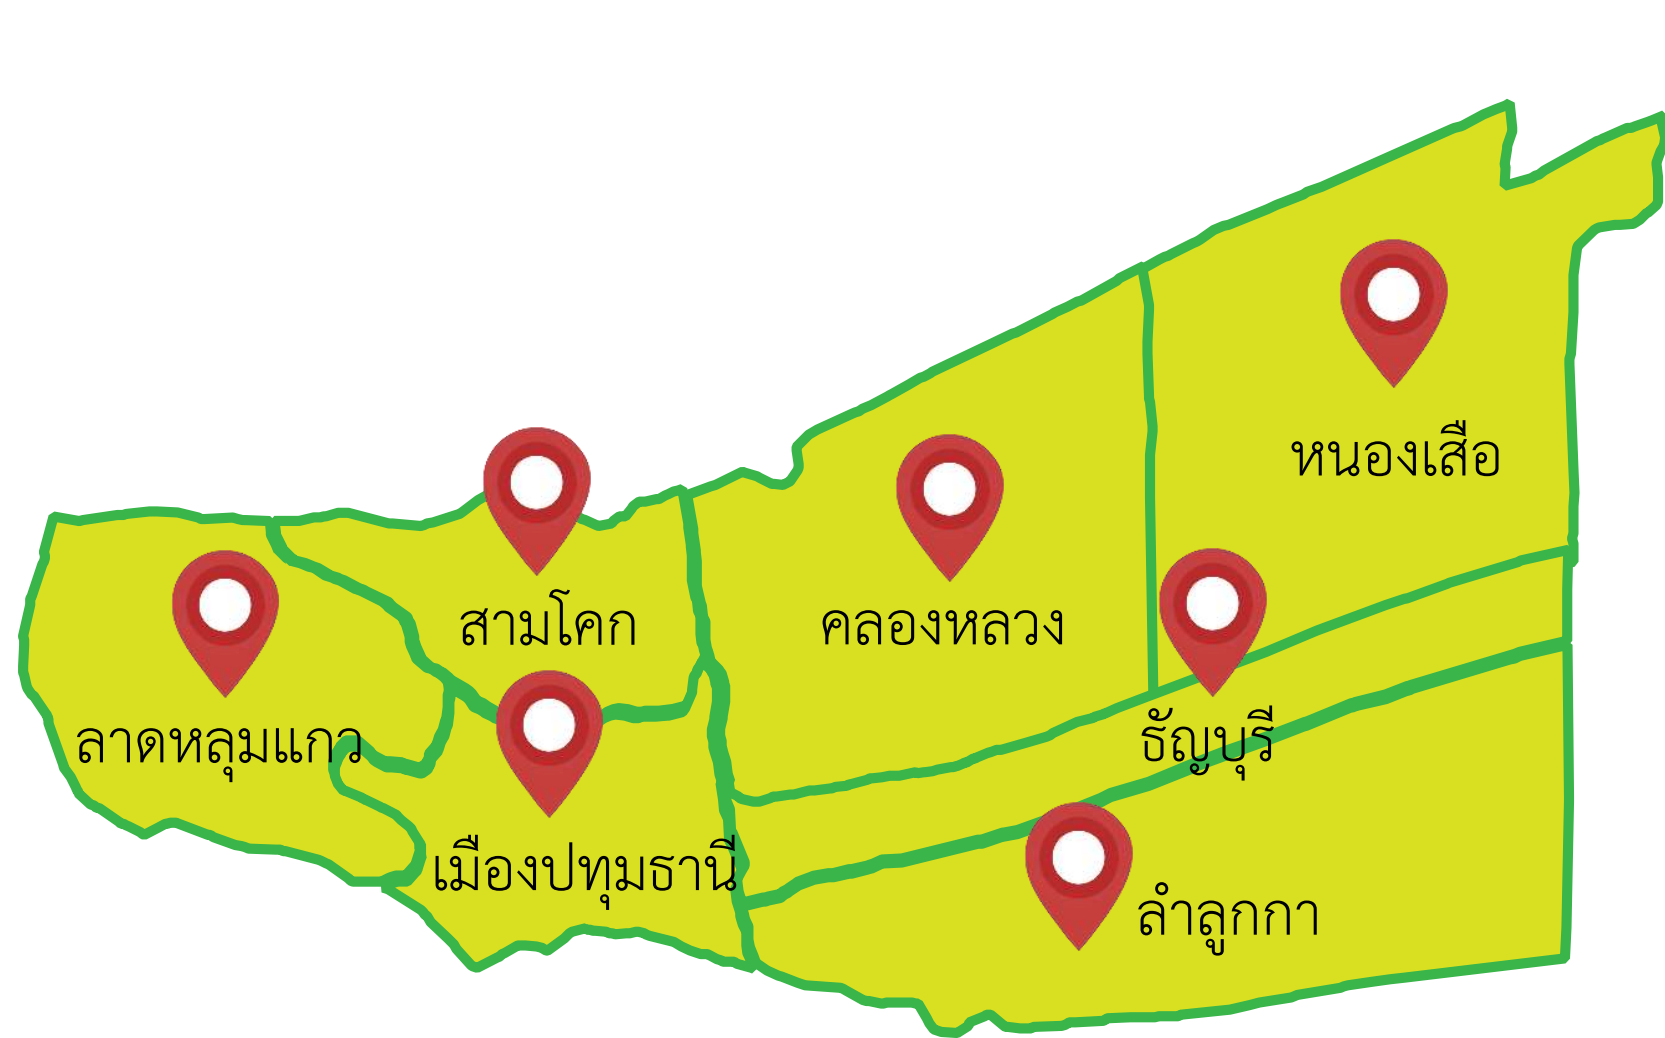 หนองเสือ
สามโคก
คลองหลวง
ลาดหลุมแกว
ธัญบุรี
เมืองปทุมธานี
ลำลูกกา